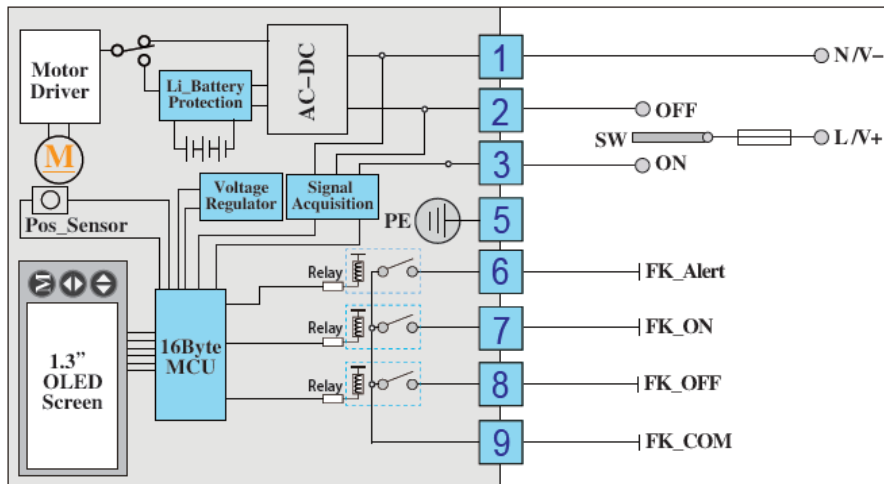 Motor
Driver
Li_Battery
Protection
AC-DC
1
N/V-
2
OFF
SW
L/V+
3
ON
M
Pos_Sensor
Voltage
Regulator
Signal
Acquisition
PE
5
M
1.3”
OLED
Screen
16Byte
MCU
Relay
6
FK_Alert
Relay
7
FK_ON
Relay
8
FK_OFF
9
FK_COM